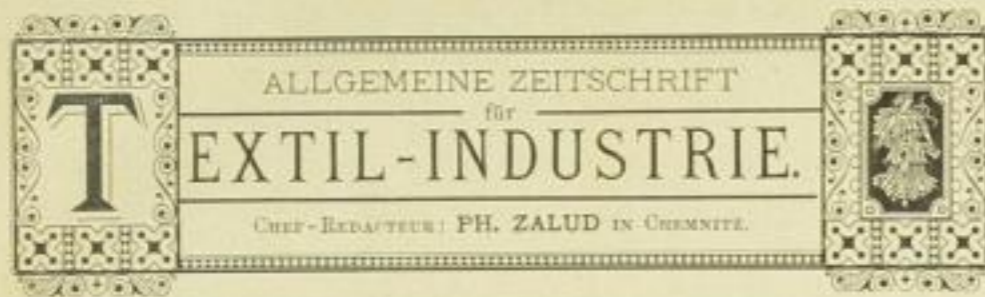 ALLGEMEINE ZEITSCHRIFT
für
TEXTIL-INDUSTRIE.
CHEF-REDACTEUR: PH. ZALUD IN CHEMNITZ.